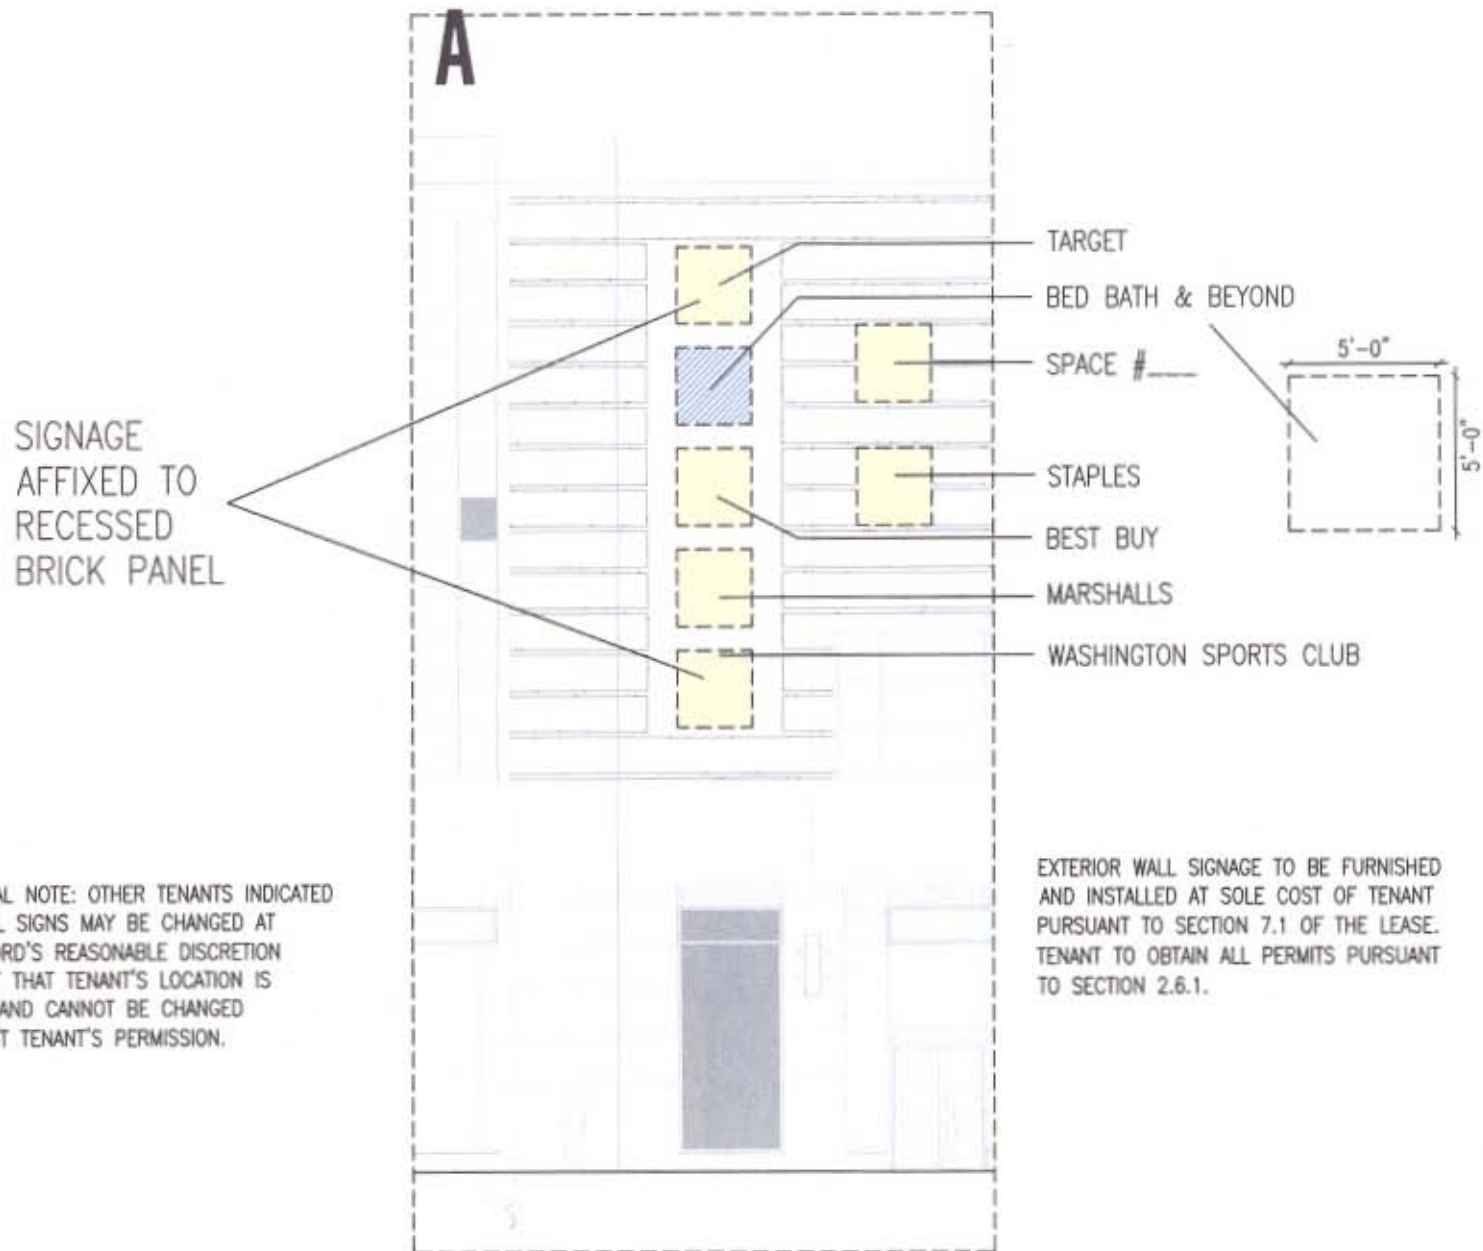 A
TARGET
BED BATH & BEYOND
SPACE #___
5'-0"
5'-0"
STAPLES
BEST BUY
MARSHALLS
WASHINGTON SPORTS CLUB
SIGNAGE
AFFIXED TO
RECESSED
BRICK PANEL
AL NOTE: OTHER TENANTS INDICATED
L SIGNS MAY BE CHANGED AT
ORD'S REASONABLE DISCRETION
THAT TENANT'S LOCATION IS
AND CANNOT BE CHANGED
T TENANT'S PERMISSION.
EXTERIOR WALL SIGNAGE TO BE FURNISHED
AND INSTALLED AT SOLE COST OF TENANT
PURSUANT TO SECTION 7.1 OF THE LEASE.
TENANT TO OBTAIN ALL PERMITS PURSUANT
TO SECTION 2.6.1.